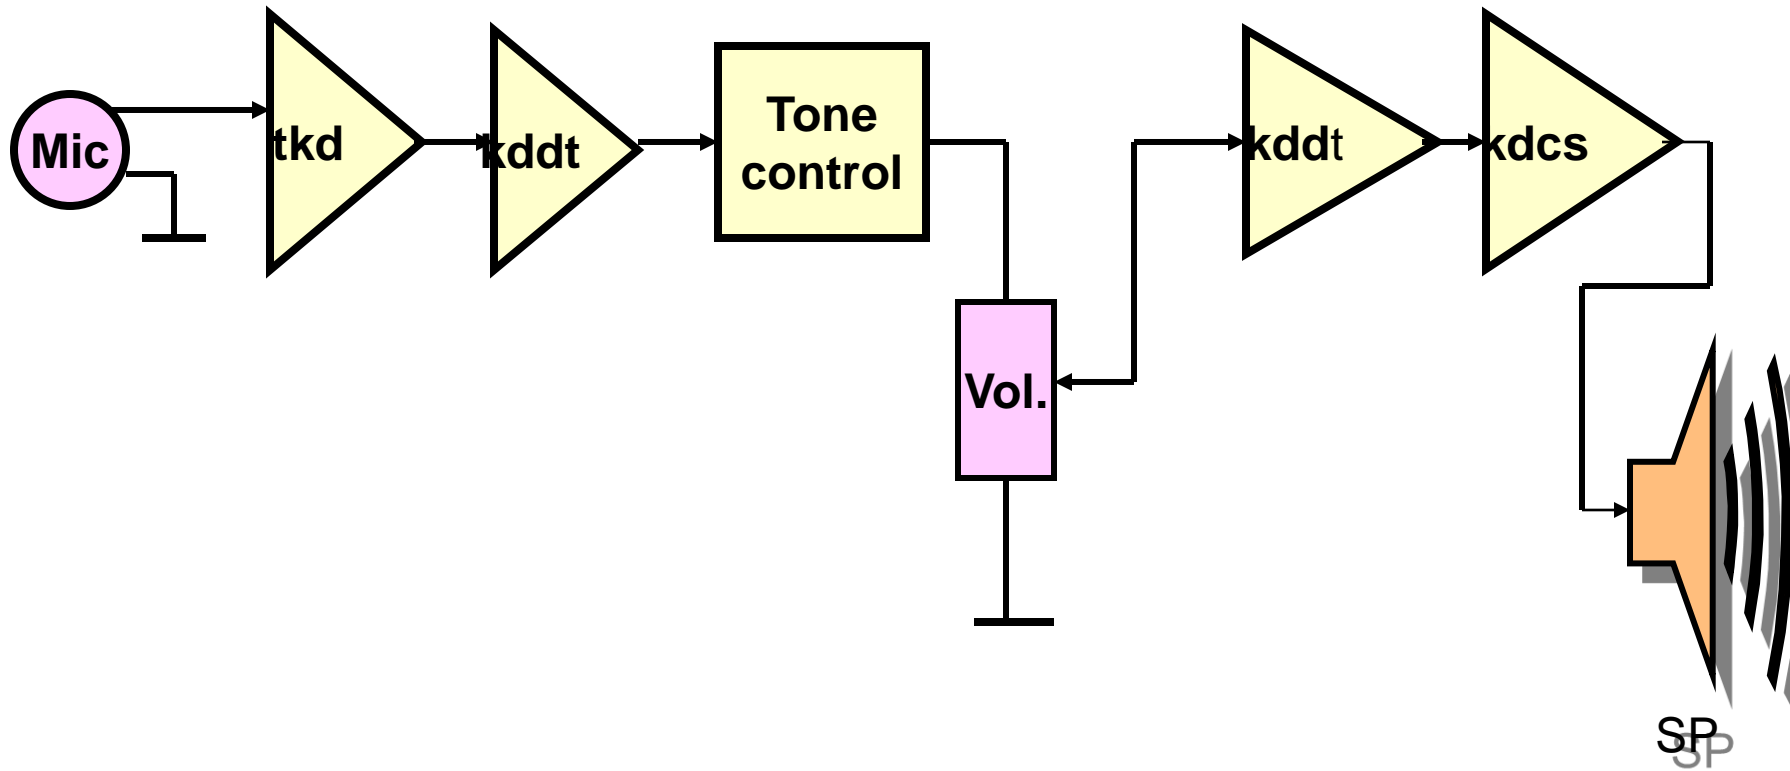 Mic
tkd
kddt
Tone
control
Vol.
kddt
kdcs
SP